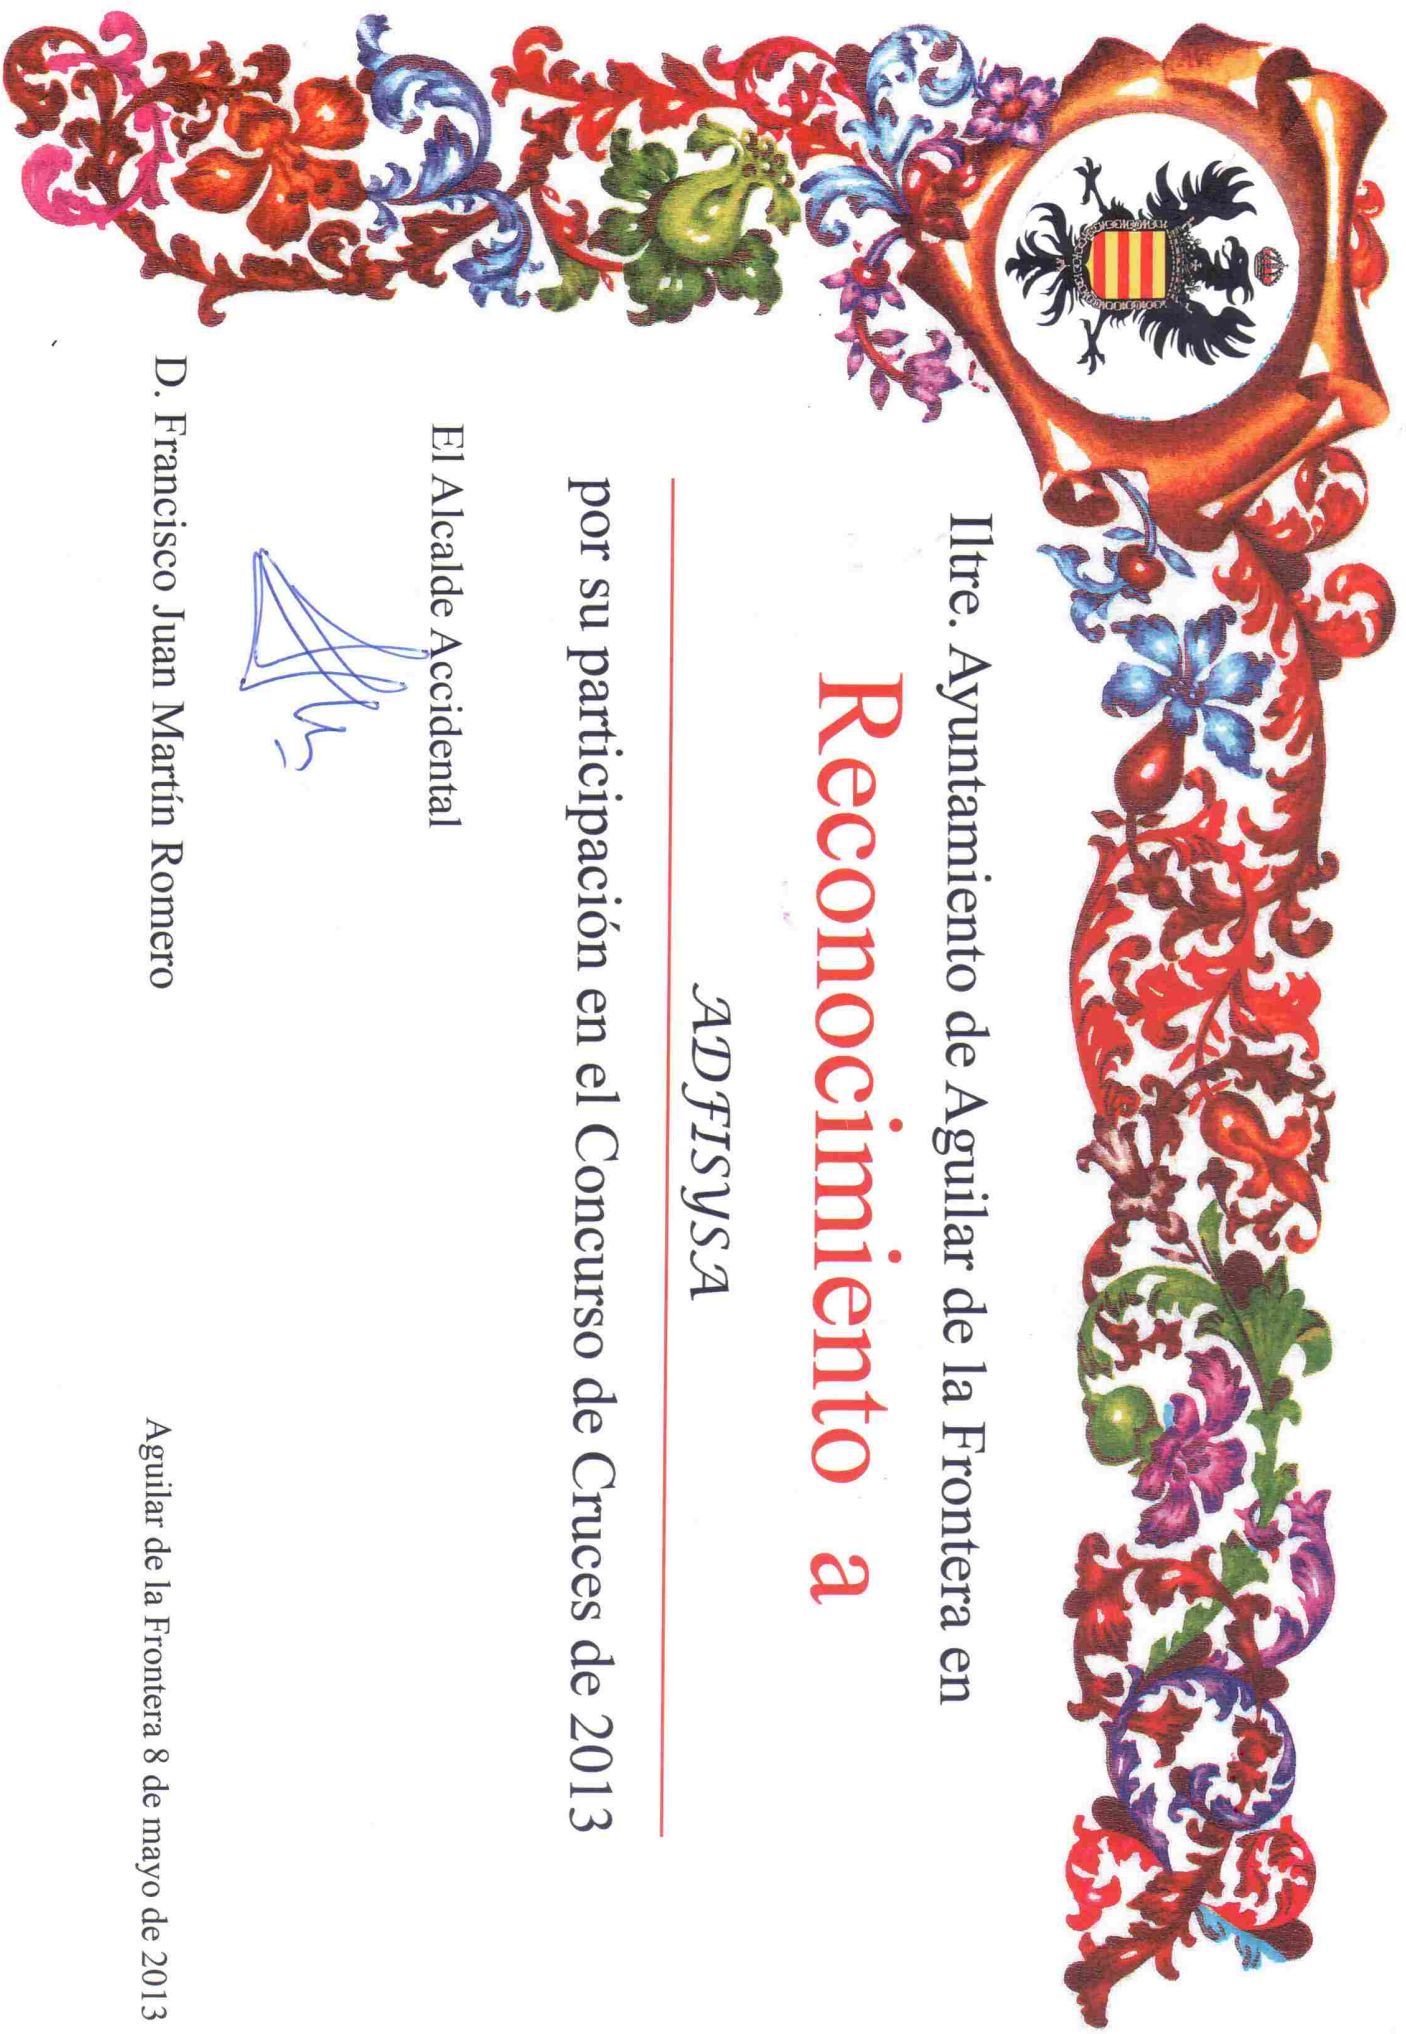 Iltre. Ayuntamiento de Aguilar de la Frontera en
Reconocimiento a
ADFISYSA
por su participación en el Concurso de Cruces de 2013
El Alcalde Accidental
D. Francisco Juan Martín Romero
Aguilar de la Frontera 8 de mayo de 2013